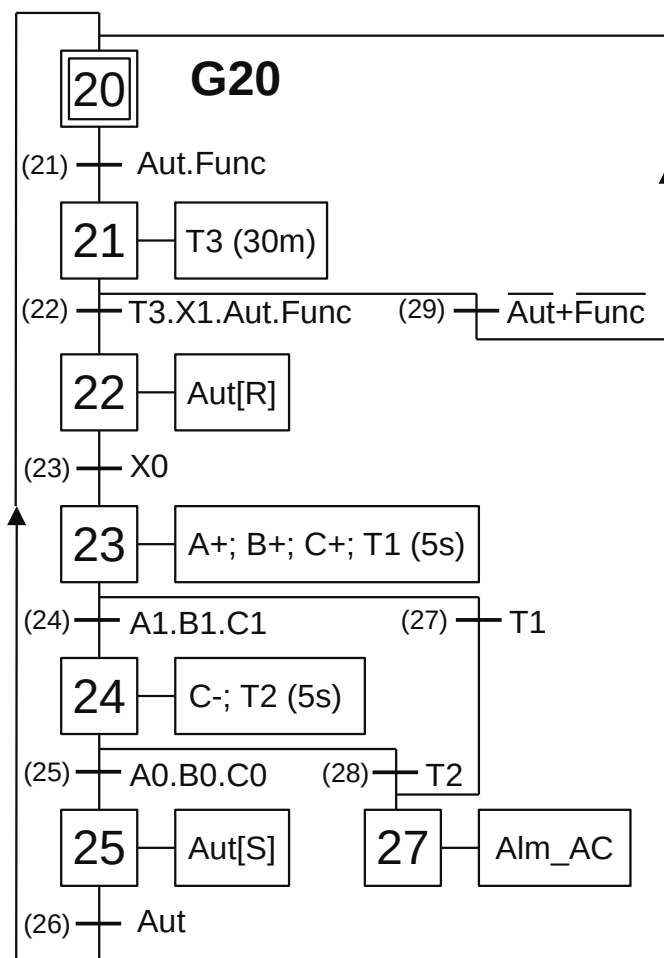 20 G20
(21) Aut.Func
21 T3 (30m)
(22) T3.X1.Aut.Func (29) A̅u̅t̅+F̅u̅n̅c̅
22 Aut[R]
(23) X0
23 A+; B+; C+; T1 (5s)
(24) A1.B1.C1 (27) T1
24 C-; T2 (5s)
(25) A0.B0.C0 (28) T2
25 Aut[S] 27 Alm_AC
(26) Aut